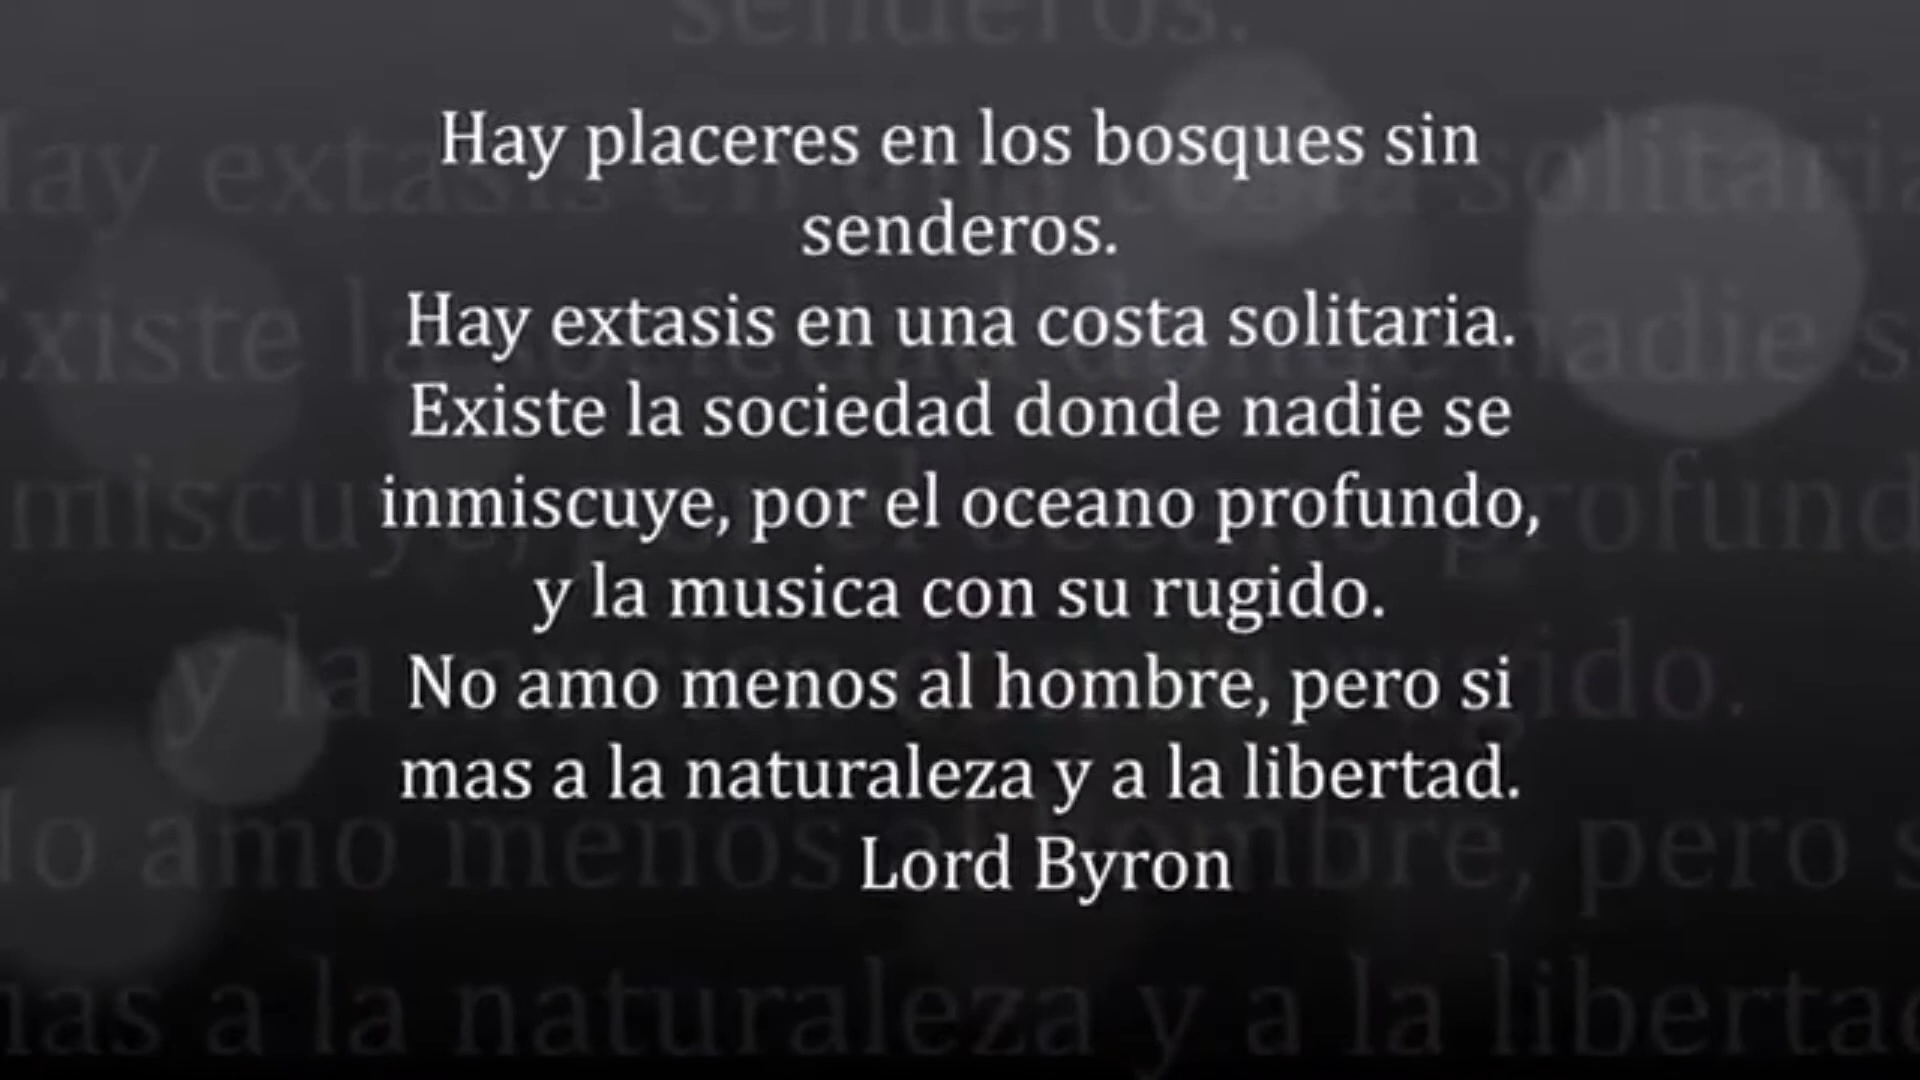 Hay placeres en los bosques sin
senderos.
Hay extasis en una costa solitaria.
Existe la sociedad donde nadie se
inmiscuye, por el oceano profundo,
y la musica con su rugido.
No amo menos al hombre, pero si
mas a la naturaleza y a la libertad.
Lord Byron